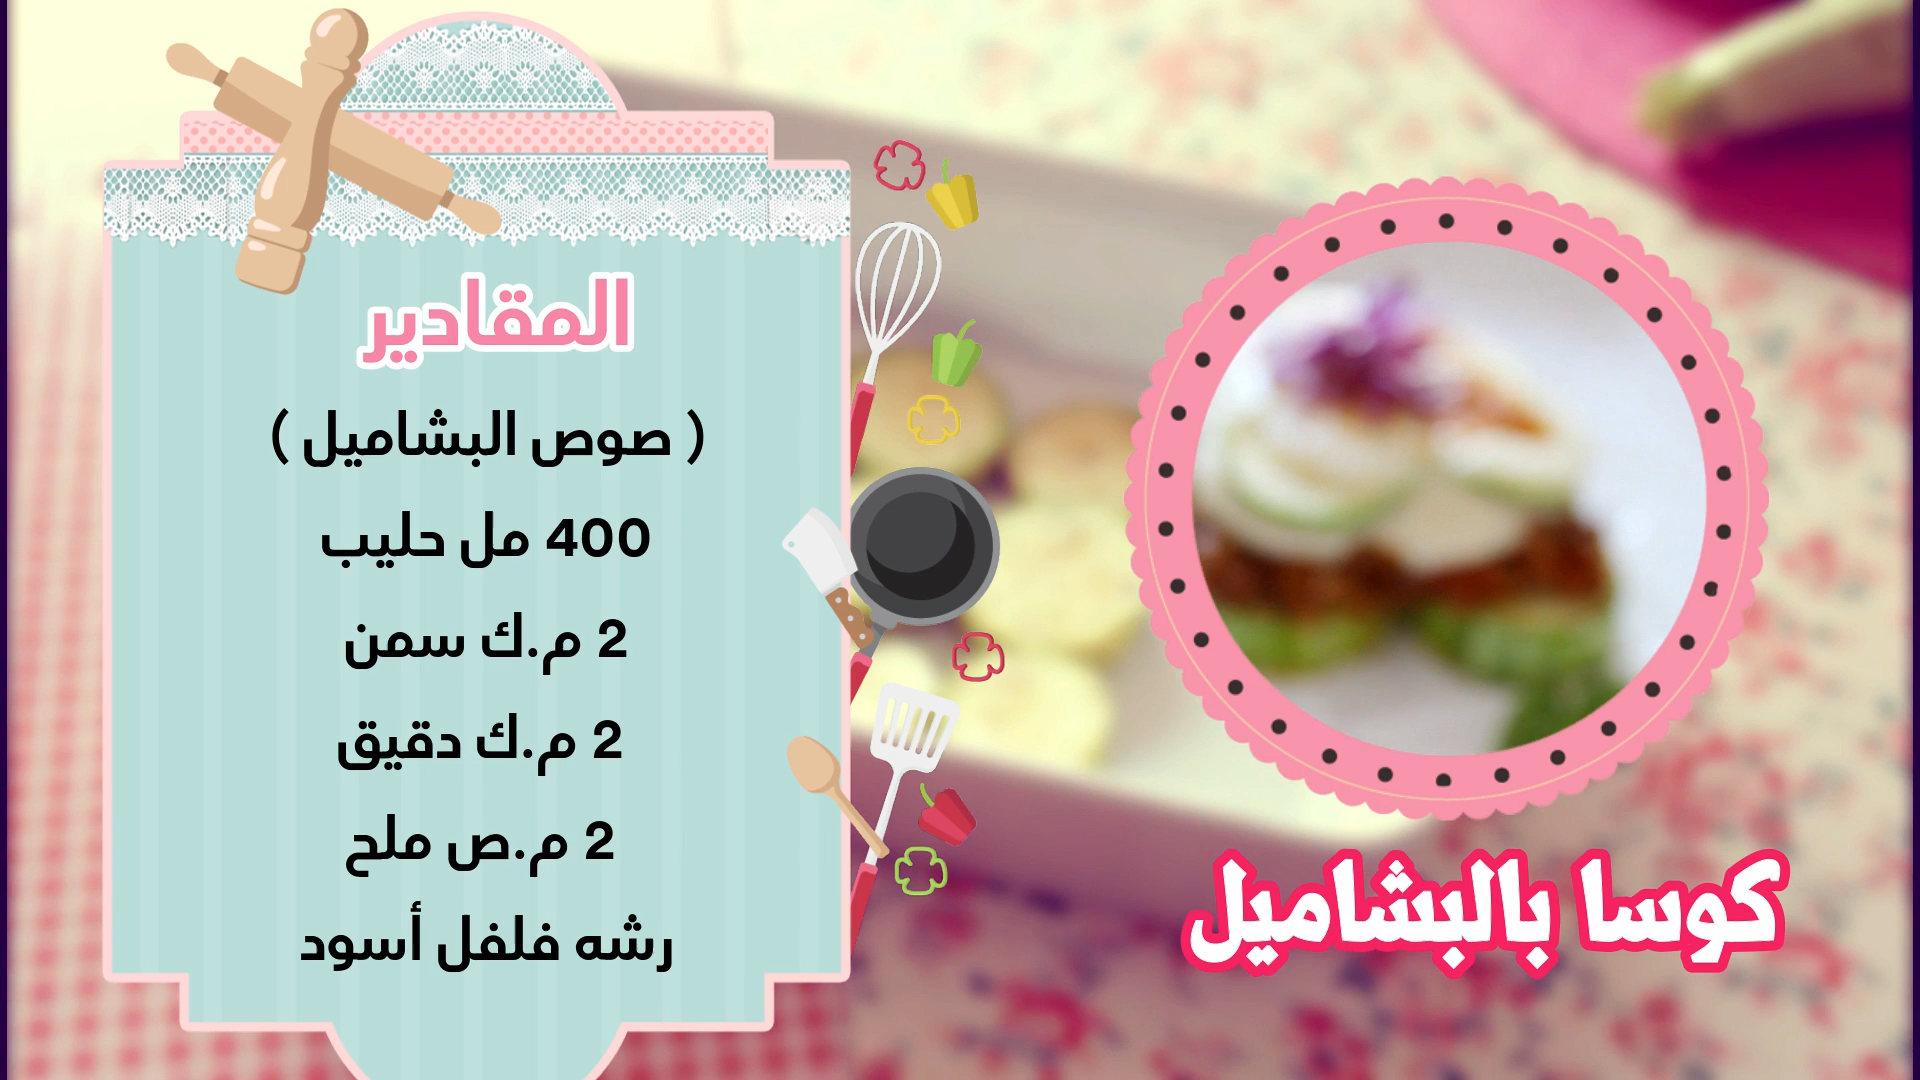 المقادير
( صوص البشاميل )
400 مل حليب
2 م.ك سمن
2 م.ك دقيق
2 م.ص ملح
رشه فلفل أسود
كوسا بالبشاميل